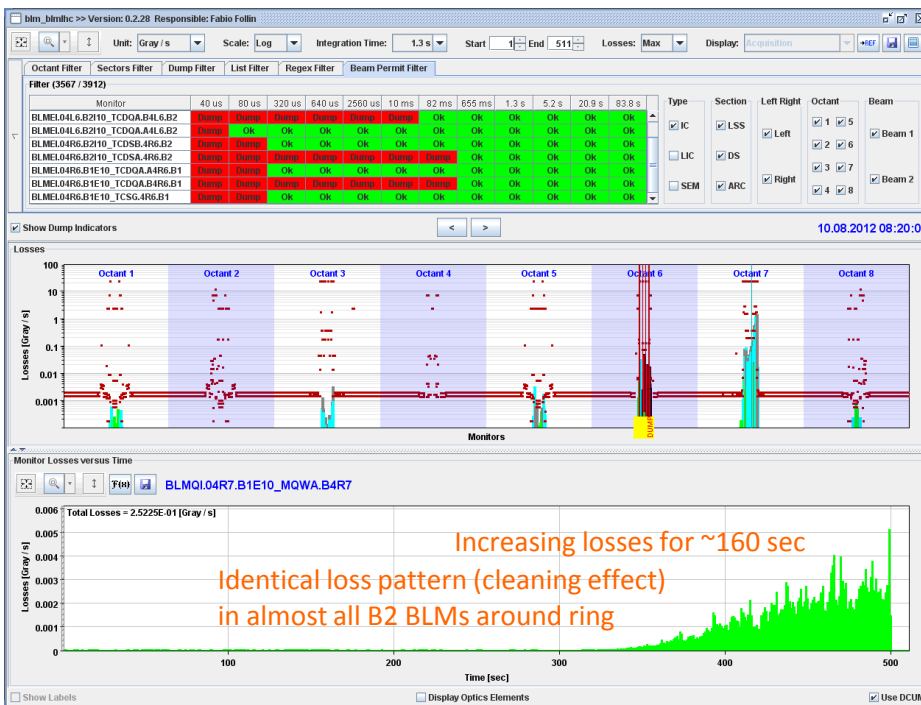 blm_blmlhc >> Version: 0.2.28 Responsible: Fabio Follin
Unit: Gray / s Scale: Log Integration Time: 1.3 s Start 1 End 511 Losses: Max Display: Acquisition →REF
Octant Filter Sectors Filter Dump Filter List Filter Regex Filter Beam Permit Filter
Filter (3567 / 3912)
Monitor 40 us 80 us 320 us 640 us 2560 us 10 ms 82 ms 655 ms 1.3 s 5.2 s 20.9 s 83.8 s
BLMEL04L6.B2I10_TCDQA.B4L6.B2 Dump Dump Dump Dump Dump Dump Ok Ok Ok Ok Ok Ok
BLMEI04L6.B2I10_TCDQA.A4L6.B2 Dump Ok Ok Ok Ok Ok Ok Ok Ok Ok Ok Ok
BLMEI04R6.B2I10_TCDSB.4R6.B2 Dump Dump Ok Ok Ok Ok Ok Ok Ok Ok Ok Ok
BLMEI04R6.B2I10_TCDSA.4R6.B2 Dump Dump Dump Dump Dump Dump Dump Ok Ok Ok Ok Ok
BLMEI04R6.B1E10_TCDQA.A4R6.B1 Dump Dump Ok Ok Ok Ok Ok Ok Ok Ok Ok Ok
BLMEL04R6.B1E10_TCDQA.B4R6.B1 Dump Dump Dump Dump Dump Dump Dump Ok Ok Ok Ok Ok
BLMEI04R6.B1E10_TCSG.4R6.B1 Dump Dump Ok Ok Ok Ok Ok Ok Ok Ok Ok Ok
Type Section Left Right Octant Beam
IC LSS Left 1 5 Beam 1
2 6
LIC DS 3 7
SEM ARC Right 4 8 Beam 2
Show Dump Indicators < > 10.08.2012 08:20:0
Losses
Losses [Gray / s]
100
10
1
0.1
0.01
0.001
Octant 1 Octant 2 Octant 3 Octant 4 Octant 5 Octant 6 Octant 7 Octant 8
DUMP
Monitors
Monitor Losses versus Time
F(x) BLMQI.04R7.B1E10_MQWA.B4R7
Total Losses = 2.5225E-01 [Gray / s]
Losses [Gray / s]
0.006
0.005
0.004
0.003
0.002
0.001
0
Increasing losses for ~160 sec
Identical loss pattern (cleaning effect)
in almost all B2 BLMs around ring
100 200 300 400 500
Time [sec]
Show Labels Display Optics Elements Use DCUM